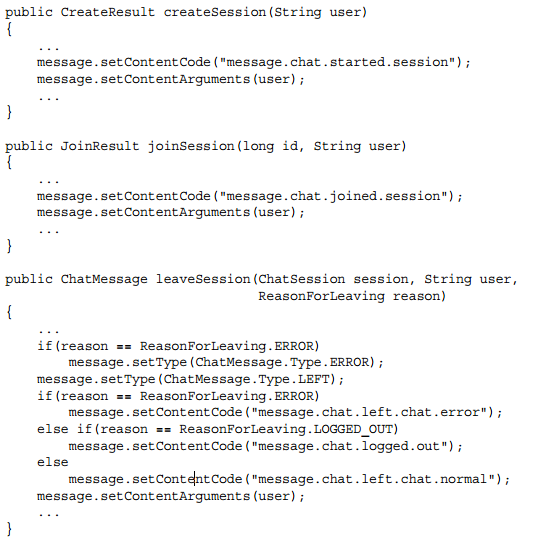 public CreateResult createSession(String user)
{
    ...
    message.setContentCode("message.chat.started.session");
    message.setContentArguments(user);
    ...
}
public JoinResult joinSession(long id, String user)
{
    ...
    message.setContentCode("message.chat.joined.session");
    message.setContentArguments(user);
    ...
}
public ChatMessage leaveSession(ChatSession session, String user,
                                ReasonForLeaving reason)
{
    ...
    if(reason == ReasonForLeaving.ERROR)
        message.setType(ChatMessage.Type.ERROR);
    message.setType(ChatMessage.Type.LEFT);
    if(reason == ReasonForLeaving.ERROR)
        message.setContentCode("message.chat.left.chat.error");
    else if(reason == ReasonForLeaving.LOGGED_OUT)
        message.setContentCode("message.chat.logged.out");
    else
        message.setContentCode("message.chat.left.chat.normal");
    message.setContentArguments(user);
    ...
}